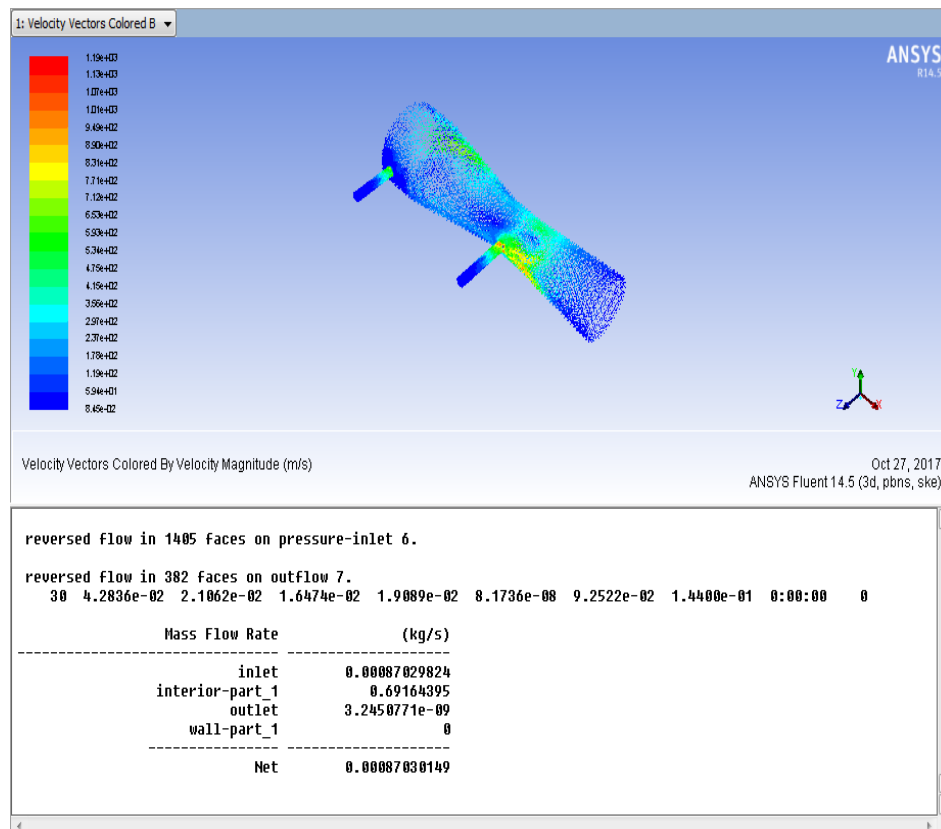 1: Velocity Vectors Colored B
ANSYS
R14.5
1.19e+03
1.13e+03
1.07e+03
1.01e+03
9.49e+02
8.90e+02
8.31e+02
7.71e+02
7.12e+02
6.53e+02
5.93e+02
5.34e+02
4.75e+02
4.15e+02
3.56e+02
2.97e+02
2.37e+02
1.78e+02
1.19e+02
5.94e+01
8.45e-02
Y
Z X
Velocity Vectors Colored By Velocity Magnitude (m/s)
Oct 27, 2017
ANSYS Fluent 14.5 (3d, pbns, ske)
reversed flow in 1405 faces on pressure-inlet 6.
reversed flow in 382 faces on outflow 7.
30 4.2836e-02 2.1062e-02 1.6474e-02 1.9089e-02 8.1736e-08 9.2522e-02 1.4400e-01 0:00:00 0
Mass Flow Rate (kg/s)
-------------------------------- --------------------
inlet 0.00087029824
interior-part_1 0.69164395
outlet 3.2450771e-09
wall-part_1 0
---------------- --------------------
Net 0.00087030149